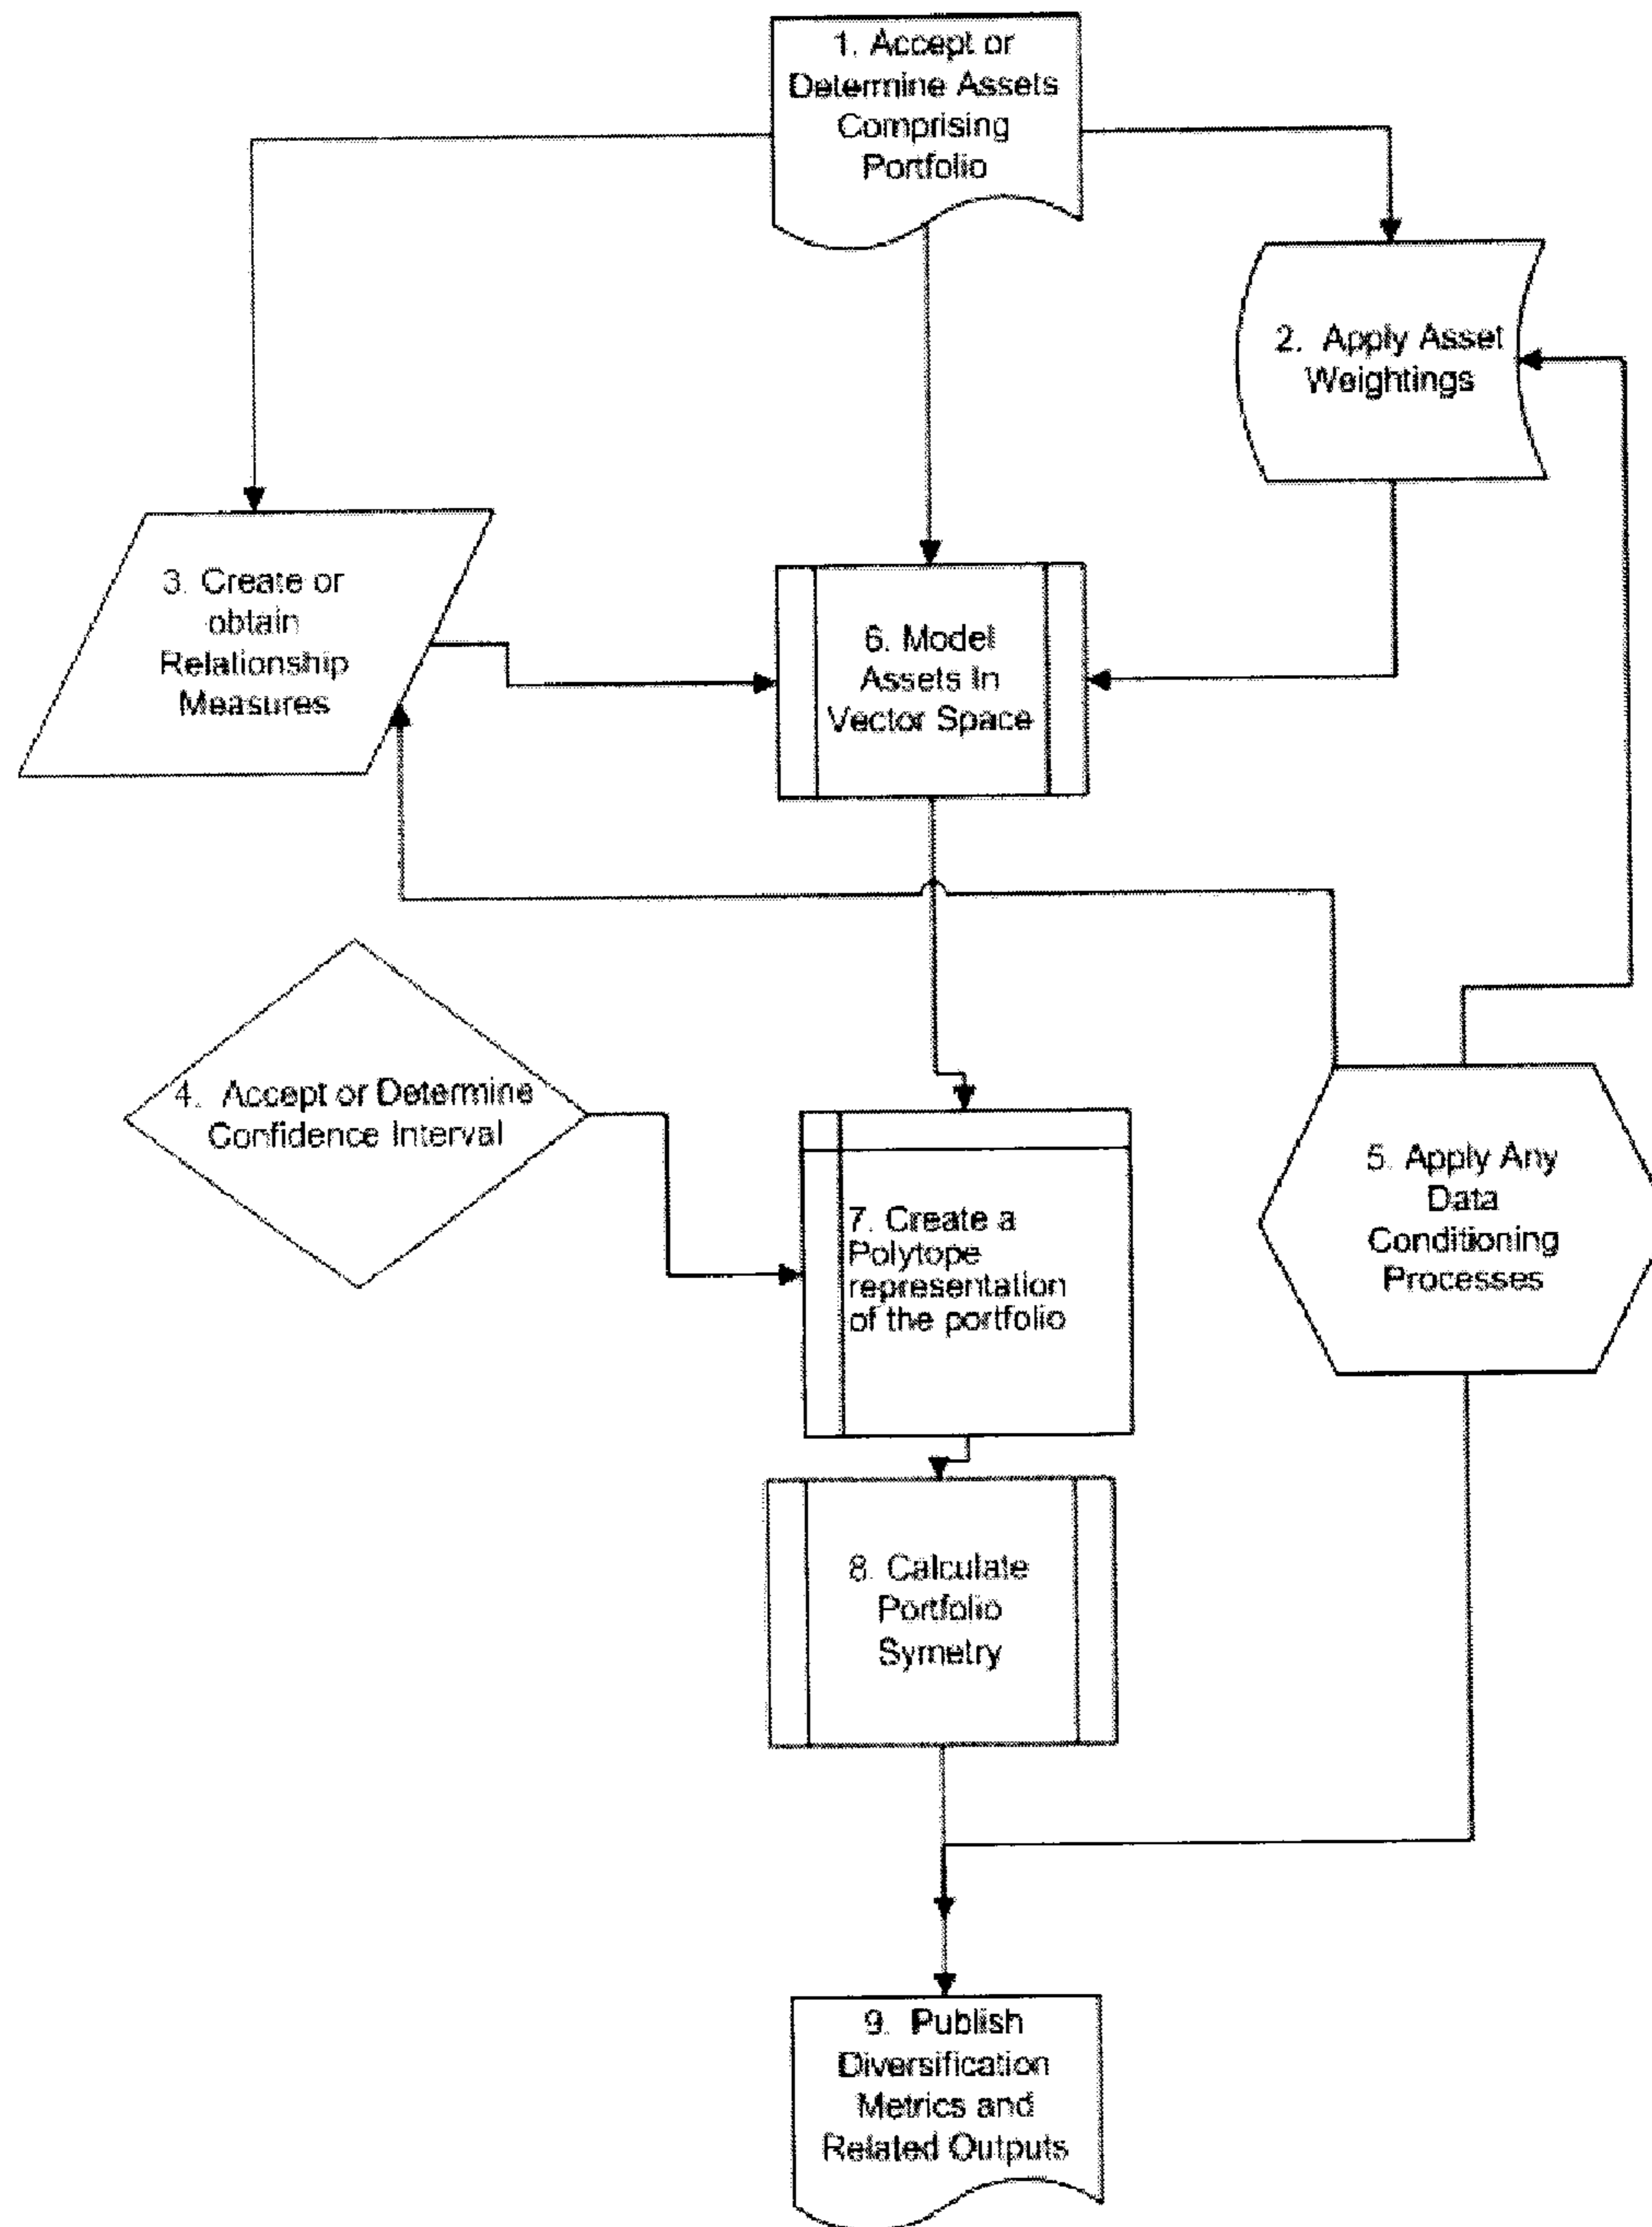 1. Accept or
Determine Assets
Comprising
Portfolio
2. Apply Asset
Weightings
3. Create or
obtain
Relationship
Measures
6. Model
Assets In
Vector Space
4. Accept or Determine
Confidence Interval
5. Apply Any
Data
Conditioning
Processes
7. Create a
Polytope
representation
of the portfolio
8. Calculate
Portfolio
Symetry
9. Publish
Diversification
Metrics and
Related Outputs